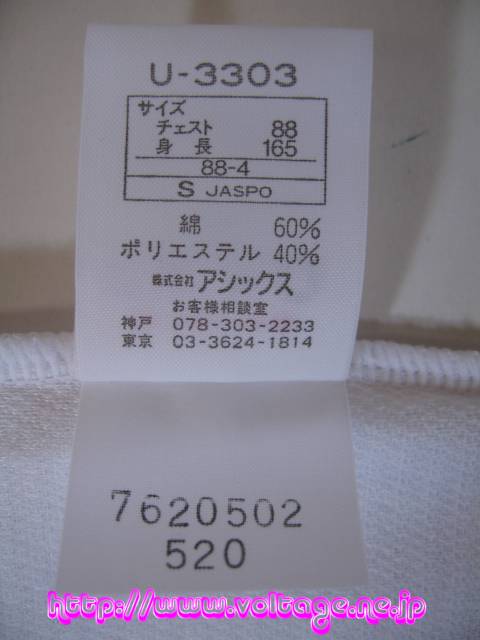 U-3303
サイズ
チェスト 88
身長 165
88-4
S JASPO
綿 60%
ポリエステル 40%
株式会社 アシックス
お客様相談室
神戸 078-303-2233
東京 03-3624-1814
7620502
520
http://www.voltage.ne.jp